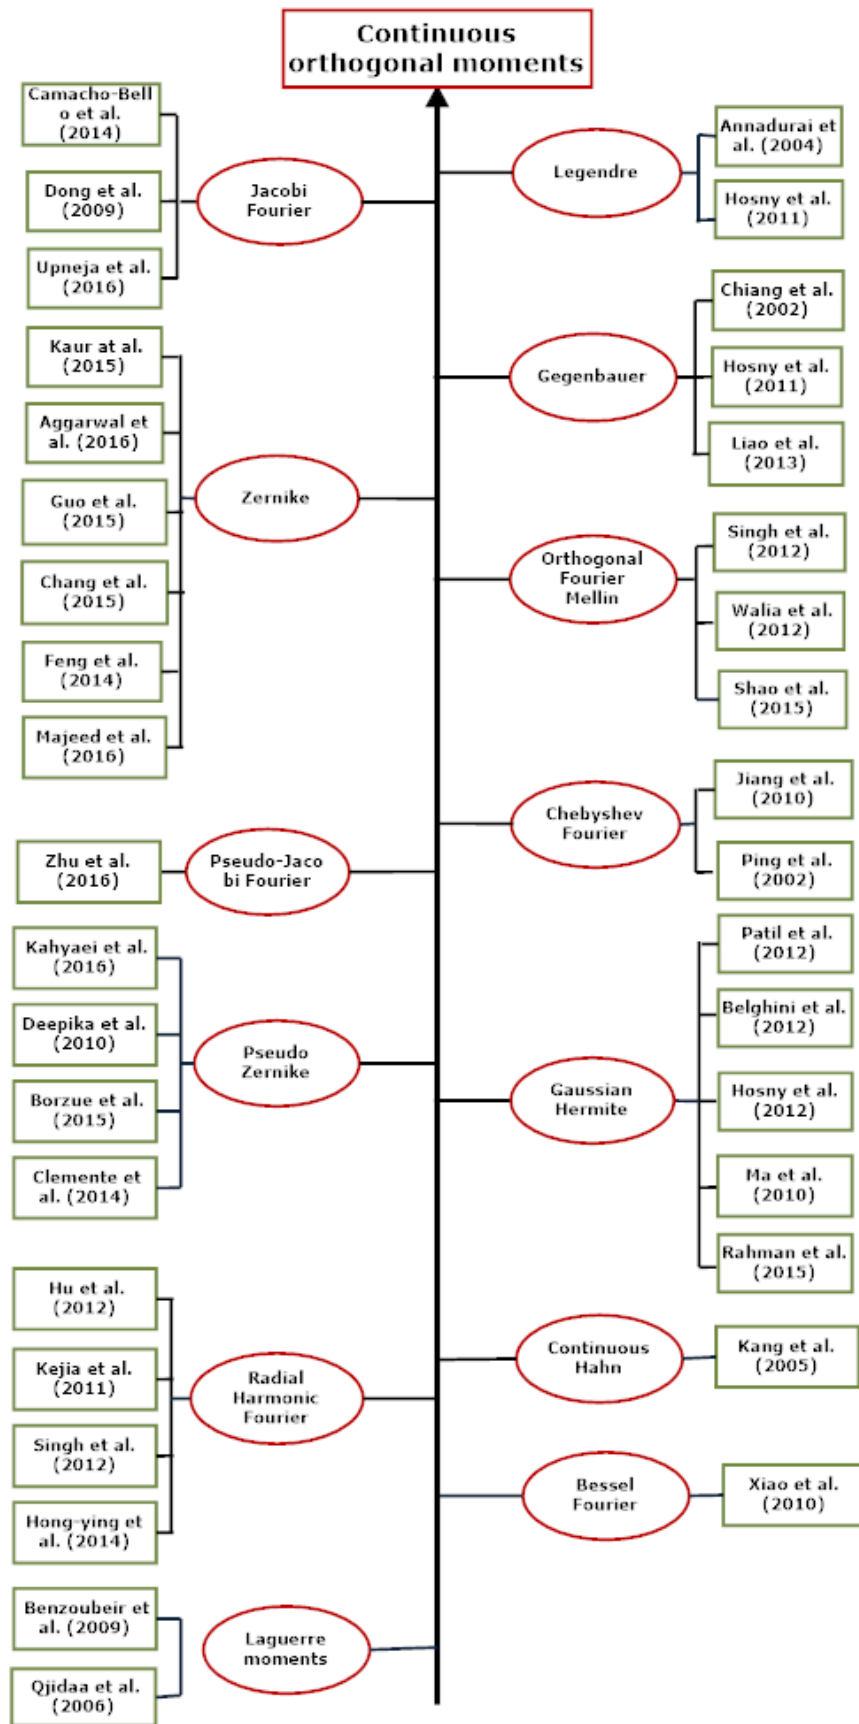 Continuous
orthogonal moments
Camacho-Bell
o et al.
(2014)
Dong et al.
(2009)
Upneja et al.
(2016)
Jacobi
Fourier
Kaur at al.
(2015)
Aggarwal et
al. (2016)
Guo et al.
(2015)
Chang et al.
(2015)
Feng et al.
(2014)
Majeed et al.
(2016)
Zernike
Zhu et al.
(2016)
Pseudo-Jaco
bi Fourier
Kahyaei et al.
(2016)
Deepika et al.
(2010)
Borzue et al.
(2015)
Clemente et
al. (2014)
Pseudo
Zernike
Hu et al.
(2012)
Kejia et al.
(2011)
Singh et al.
(2012)
Hong-ying et
al. (2014)
Radial
Harmonic
Fourier
Benzoubeir et
al. (2009)
Qjidaa et al.
(2006)
Laguerre
moments
Legendre
Annadurai et
al. (2004)
Hosny et al.
(2011)
Gegenbauer
Chiang et al.
(2002)
Hosny et al.
(2011)
Liao et al.
(2013)
Orthogonal
Fourier
Mellin
Singh et al.
(2012)
Walia et al.
(2012)
Shao et al.
(2015)
Chebyshev
Fourier
Jiang et al.
(2010)
Ping et al.
(2002)
Gaussian
Hermite
Patil et al.
(2012)
Belghini et al.
(2012)
Hosny et al.
(2012)
Ma et al.
(2010)
Rahman et al.
(2015)
Continuous
Hahn
Kang et al.
(2005)
Bessel
Fourier
Xiao et al.
(2010)